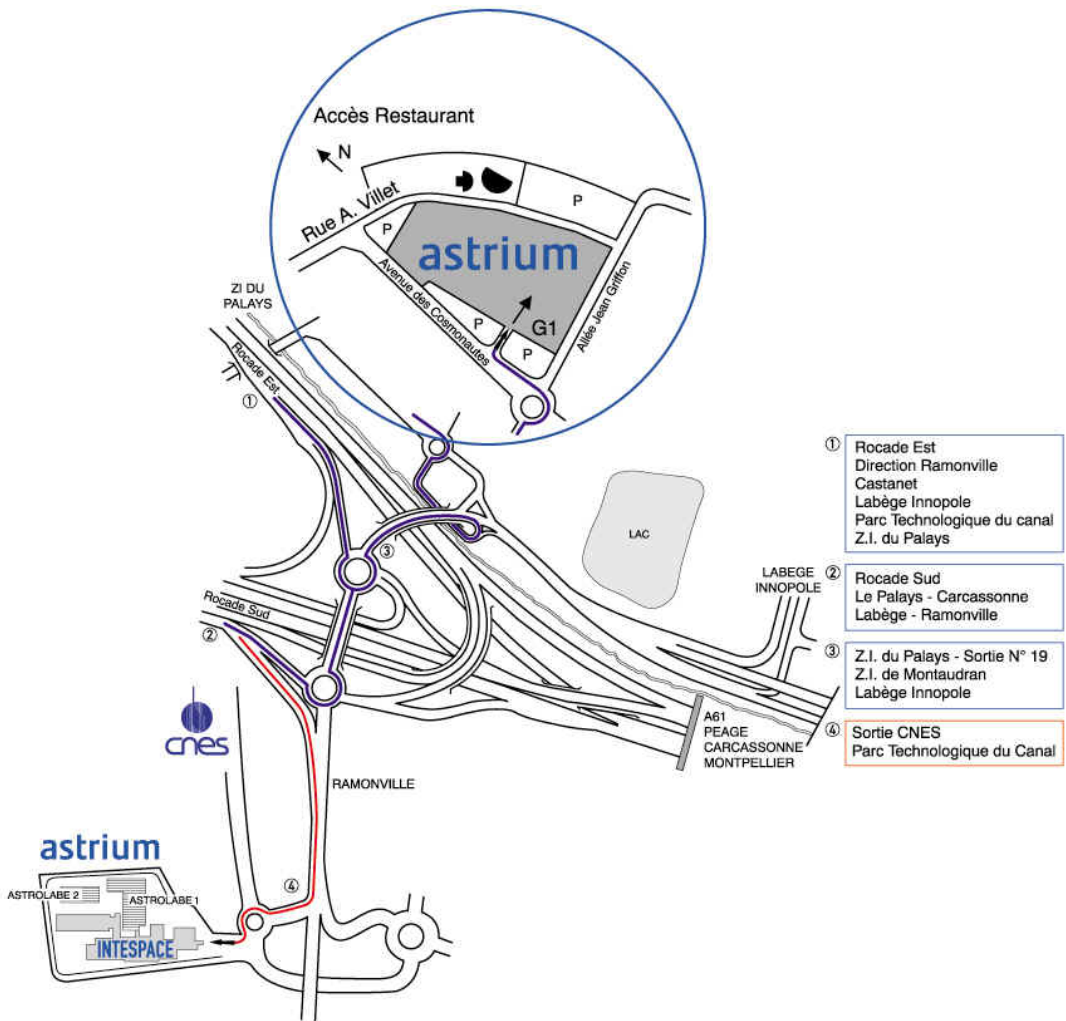 Accès Restaurant
N
Rue A. Villet
P
P
astrium
Avenue des Cosmonautes
P
G1
P
Allée Jean Griffon
ZI DU
PALAYS
Rocade Est
①
③
LAC
LABEGE
INNOPOLE
Rocade Sud
②
cnes
A61
PEAGE
CARCASSONNE
MONTPELLIER
RAMONVILLE
astrium
ASTROLABE 2
ASTROLABE 1
INTESPACE
④
① Rocade Est
Direction Ramonville
Castanet
Labège Innopole
Parc Technologique du canal
Z.I. du Palays
② Rocade Sud
Le Palays - Carcassonne
Labège - Ramonville
③ Z.I. du Palays - Sortie N° 19
Z.I. de Montaudran
Labège Innopole
④ Sortie CNES
Parc Technologique du Canal